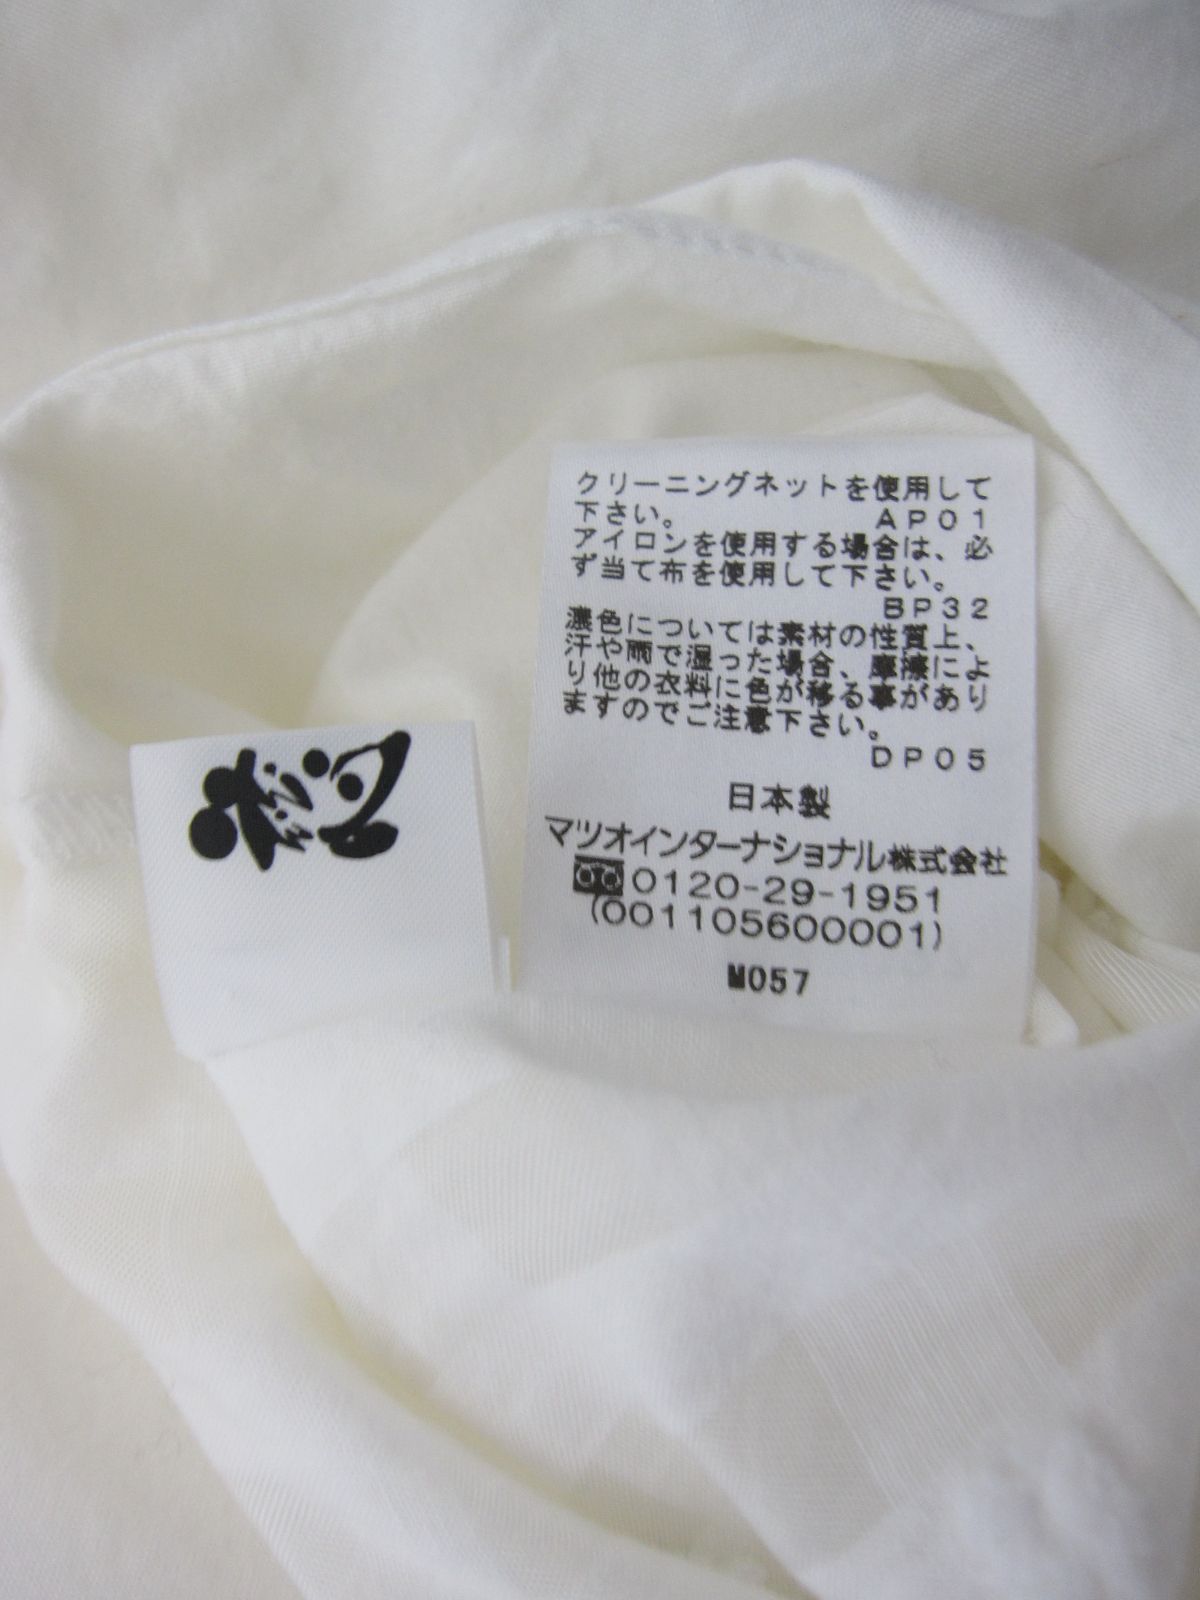 クリーニングネットを使用して
下さい。 AP01
アイロンを使用する場合は、必
ず当て布を使用して下さい。
BP32
濃色については素材の性質上、
汗や雨で湿った場合、摩擦によ
り他の衣料に色が移る事があり
ますのでご注意下さい。
DP05
日本製
マツオインターナショナル株式会社
0120-29-1951
(001105600001)
M057